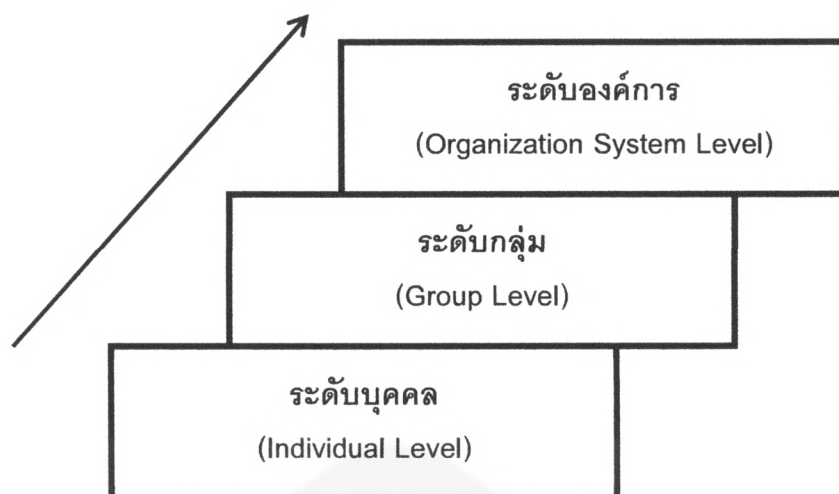 ระดับองค์การ
(Organization System Level)
ระดับกลุ่ม
(Group Level)
ระดับบุคคล
(Individual Level)